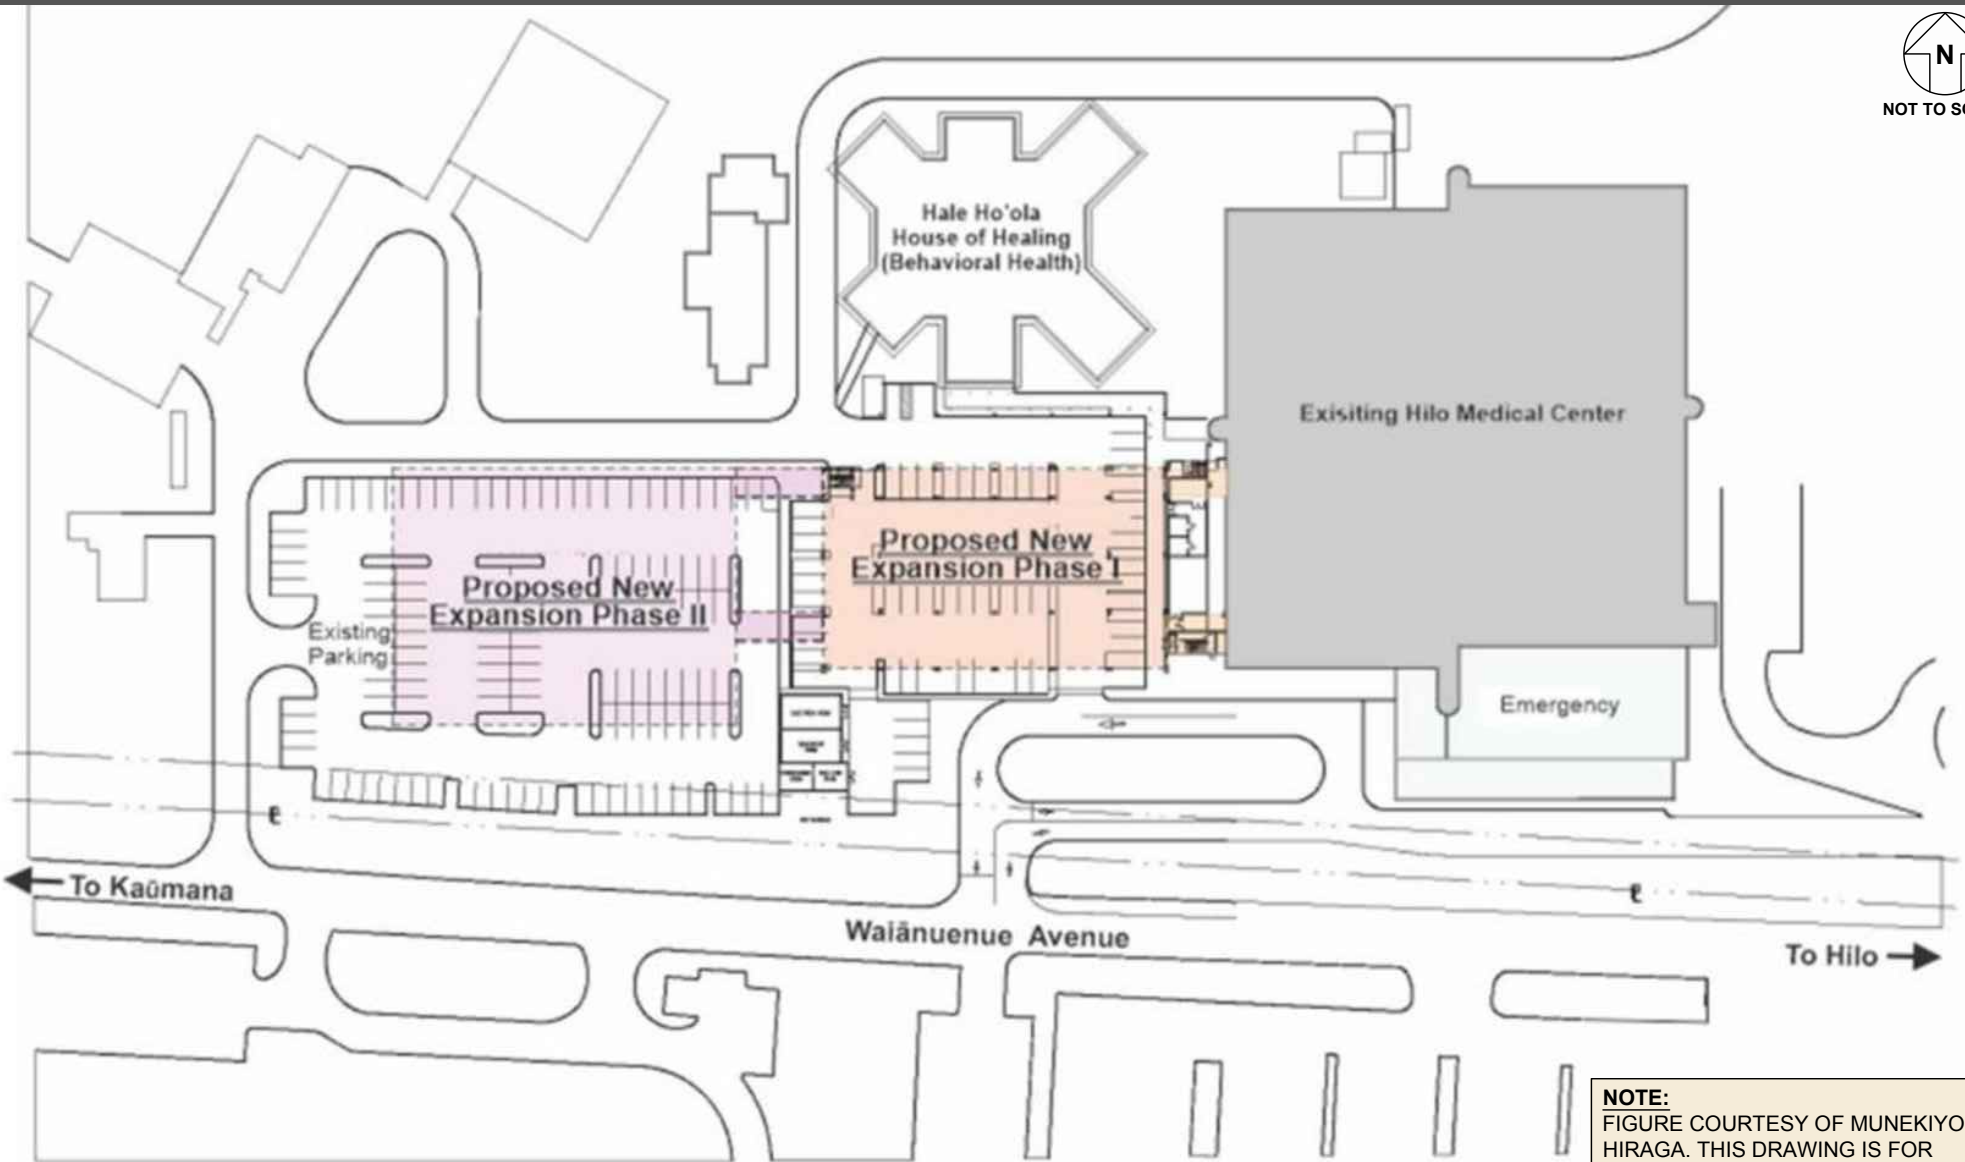 N
NOT TO SC
Hale Ho'ola
House of Healing
(Behavioral Health)
Exisiting Hilo Medical Center
Proposed New
Expansion Phase I
Proposed New
Expansion Phase II
Existing
Parking
Emergency
To Kaūmana
Waiānuenue Avenue
To Hilo
NOTE:
FIGURE COURTESY OF MUNEKIYO
HIRAGA. THIS DRAWING IS FOR